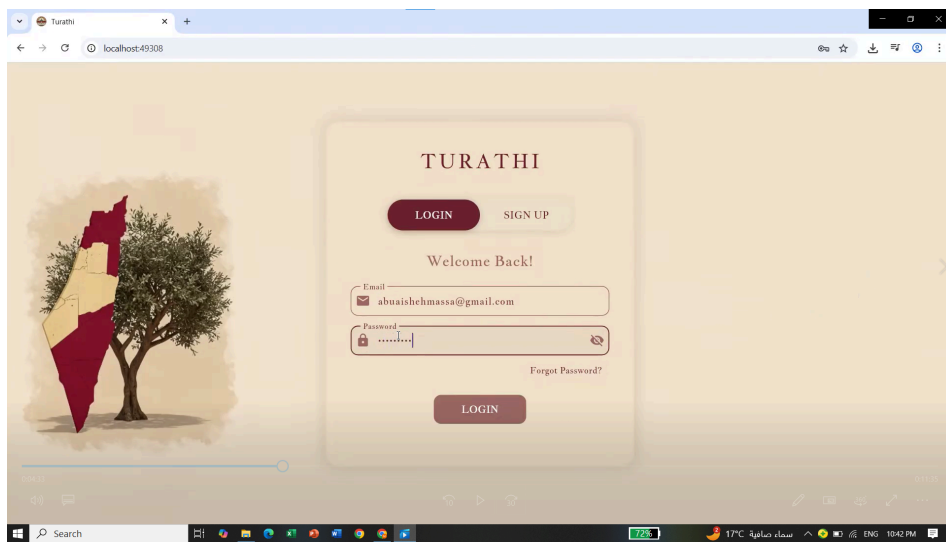 Turathi
localhost:49308
TURATHI
LOGIN
SIGN UP
Welcome Back!
Email
abuaishehmassa@gmail.com
Password
Forgot Password?
LOGIN
Search
72%
17°C سماء صافية
ENG
10:42 PM